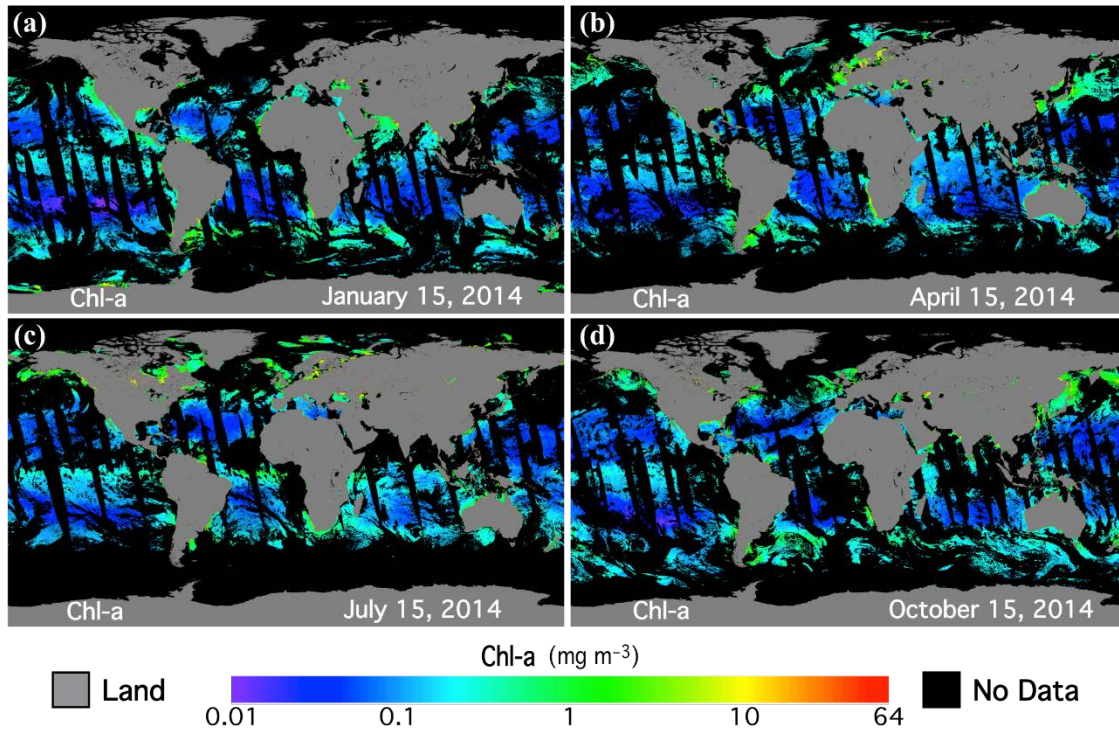 (a)
(b)
Chl-a January 15, 2014
Chl-a April 15, 2014
(c)
(d)
Chl-a July 15, 2014
Chl-a October 15, 2014
Chl-a (mg m⁻³)
Land
No Data
0.01 0.1 1 10 64